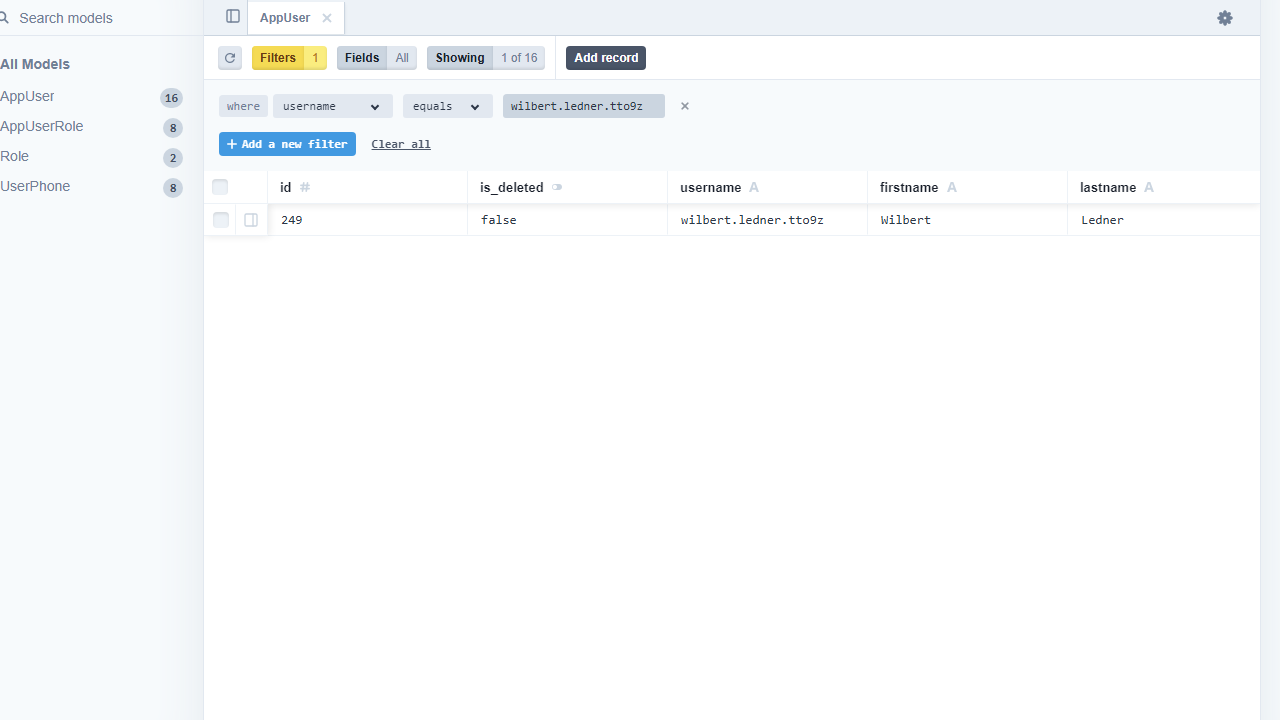 Search models
All Models
AppUser 16
AppUserRole 8
Role 2
UserPhone 8
AppUser
Filters 1 Fields All Showing 1 of 16 Add record
where username equals wilbert.ledner.tto9z
Add a new filter Clear all
id # is_deleted username A firstname A lastname A
249 false wilbert.ledner.tto9z Wilbert Ledner